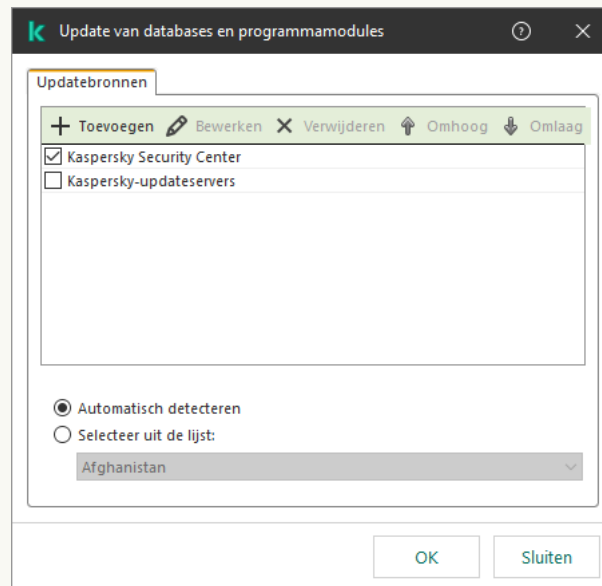 Update van databases en programmamodules
Updatebronnen
Toevoegen Bewerken Verwijderen Omhoog Omlaag
Kaspersky Security Center
Kaspersky-updateservers
Automatisch detecteren
Selecteer uit de lijst:
Afghanistan
OK Sluiten